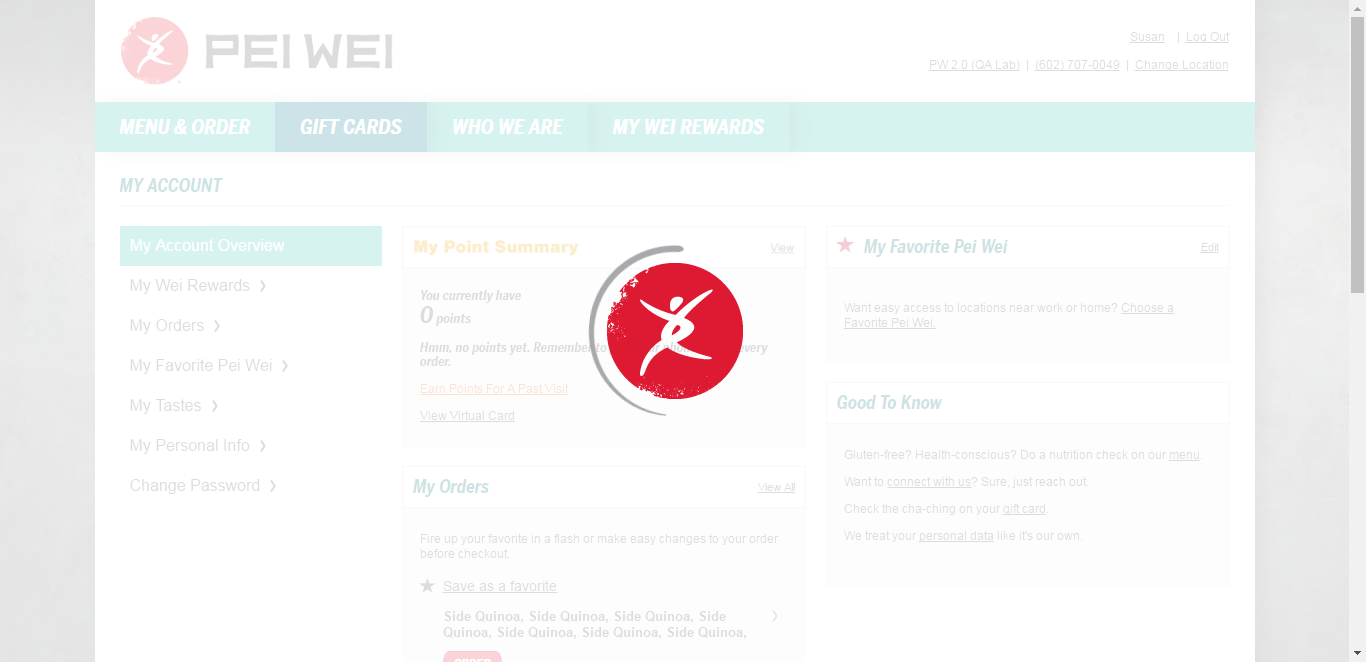 PEI WEI
Susan | Log Out
PW 2.0 (QA Lab) | (602) 707-0049 | Change Location
MENU & ORDER GIFT CARDS WHO WE ARE MY WEI REWARDS
MY ACCOUNT
My Account Overview
My Wei Rewards
My Orders
My Favorite Pei Wei
My Tastes
My Personal Info
Change Password
My Point Summary View
You currently have
0 points
Hmm, no points yet. Remember to every
order.
Earn Points For A Past Visit
View Virtual Card
My Orders View All
Fire up your favorite in a flash or make easy changes to your order
before checkout.
Save as a favorite
Side Quinoa, Side Quinoa, Side Quinoa, Side
Quinoa, Side Quinoa, Side Quinoa, Side Quinoa,
ORDER
My Favorite Pei Wei Edit
Want easy access to locations near work or home? Choose a
Favorite Pei Wei.
Good To Know
Gluten-free? Health-conscious? Do a nutrition check on our menu.
Want to connect with us? Sure, just reach out.
Check the cha-ching on your gift card.
We treat your personal data like it's our own.